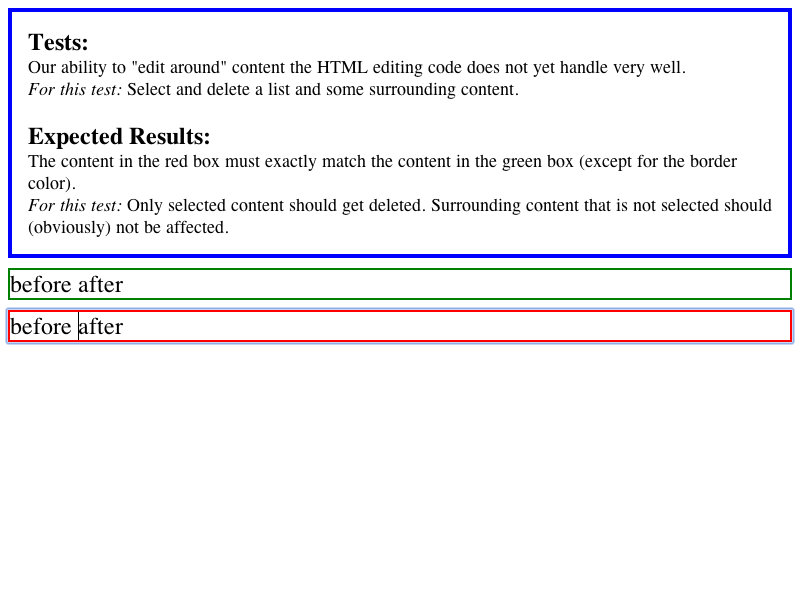 Tests:
Our ability to "edit around" content the HTML editing code does not yet handle very well.
For this test: Select and delete a list and some surrounding content.
Expected Results:
The content in the red box must exactly match the content in the green box (except for the border
color).
For this test: Only selected content should get deleted. Surrounding content that is not selected should
(obviously) not be affected.
before after
before after